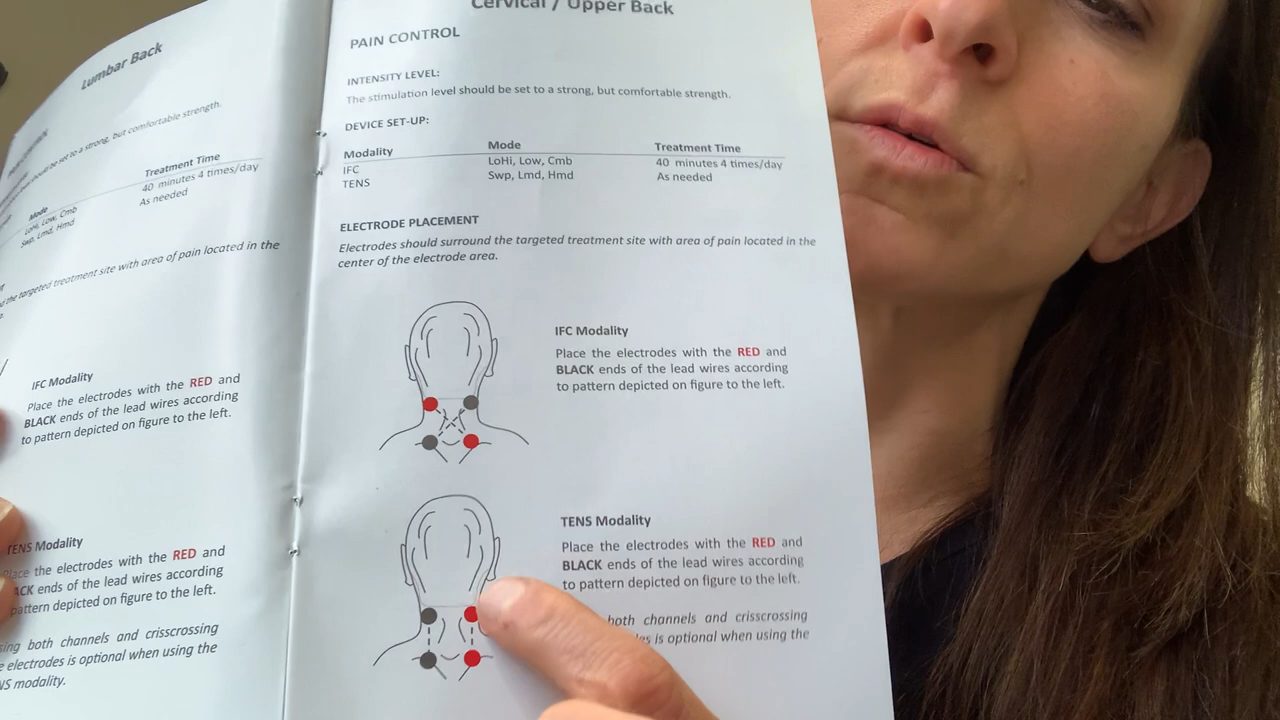 Lumbar Back
be set to a strong, but comfortable strength.
Mode
Treatment Time
LoHi, Low, Cmb
40 minutes 4 times/day
Swp, Lmd, Hmd
As needed
the targeted treatment site with area of pain located in the
IFC Modality
Place the electrodes with the RED and
BLACK ends of the lead wires according
to pattern depicted on figure to the left.
TENS Modality
Place the electrodes with the RED and
ACK ends of the lead wires according
pattern depicted on figure to the left.
both channels and crisscrossing
electrodes is optional when using the
modality.
Cervical / Upper Back
PAIN CONTROL
INTENSITY LEVEL:
The stimulation level should be set to a strong, but comfortable strength.
DEVICE SET-UP:
Modality Mode Treatment Time
IFC LoHi, Low, Cmb 40 minutes 4 times/day
TENS Swp, Lmd, Hmd As needed
ELECTRODE PLACEMENT
Electrodes should surround the targeted treatment site with area of pain located in the
center of the electrode area.
IFC Modality
Place the electrodes with the RED and
BLACK ends of the lead wires according
to pattern depicted on figure to the left.
TENS Modality
Place the electrodes with the RED and
BLACK ends of the lead wires according
to pattern depicted on figure to the left.
both channels and crisscrossing
is optional when using the